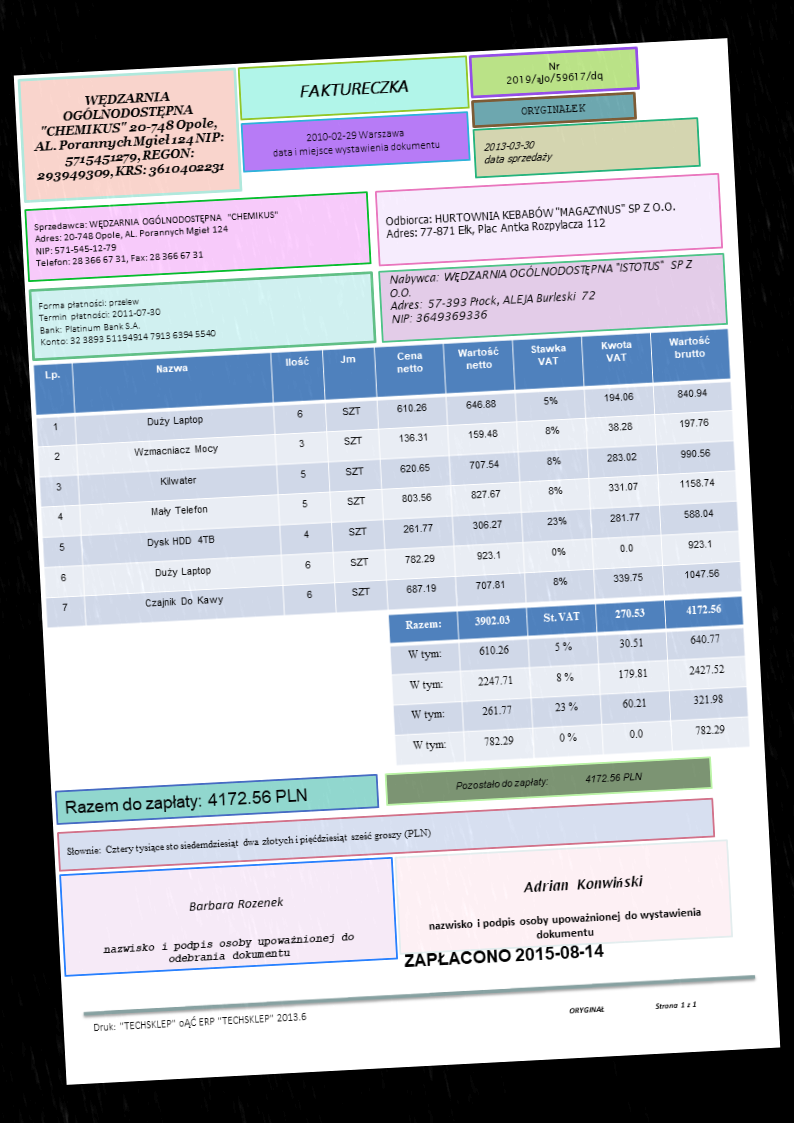 WĘDZARNIA
OGÓLNODOSTĘPNA
"CHEMIKUS" 20-748 Opole,
AL. Porannych Mgieł 124 NIP:
5715451279, REGON:
293949309, KRS: 3610402231
FAKTURECZKA
Nr
2019/ąJo/59617/dq
ORYGINAŁEK
2010-02-29 Warszawa
data i miejsce wystawienia dokumentu
2013-03-30
data sprzedaży
Sprzedawca: WĘDZARNIA OGÓLNODOSTĘPNA "CHEMIKUS"
Adres: 20-748 Opole, AL. Porannych Mgieł 124
NIP: 571-545-12-79
Telefon: 28 366 67 31, Fax: 28 366 67 31
Odbiorca: HURTOWNIA KEBABÓW "MAGAZYNUS" SP Z O.O.
Adres: 77-871 Ełk, Plac Antka Rozpylacza 112
Forma płatności: przelew
Termin płatności: 2011-07-30
Bank: Platinum Bank S.A.
Konto: 32 3893 51194914 7913 6394 5540
Nabywca: WĘDZARNIA OGÓLNODOSTĘPNA "ISTOTUS" SP Z
O.O.
Adres: 57-393 Płock, ALEJA Burleski 72
NIP: 3649369336
Lp. Nazwa Ilość Jm Cena netto Wartość netto Stawka VAT Kwota VAT Wartość brutto
1 Duży Laptop 6 SZT 610.26 646.88 5% 194.06 840.94
2 Wzmacniacz Mocy 3 SZT 136.31 159.48 8% 38.28 197.76
3 Kilwater 5 SZT 620.65 707.54 8% 283.02 990.56
4 Mały Telefon 5 SZT 803.56 827.67 8% 331.07 1158.74
5 Dysk HDD 4TB 4 SZT 261.77 306.27 23% 281.77 588.04
6 Duży Laptop 6 SZT 782.29 923.1 0% 0.0 923.1
7 Czajnik Do Kawy 6 SZT 687.19 707.81 8% 339.75 1047.56
Razem: 3902.03 St.VAT 270.53 4172.56
W tym: 610.26 5 % 30.51 640.77
W tym: 2247.71 8 % 179.81 2427.52
W tym: 261.77 23 % 60.21 321.98
W tym: 782.29 0 % 0.0 782.29
Razem do zapłaty: 4172.56 PLN
Pozostało do zapłaty: 4172.56 PLN
Słownie: Cztery tysiące sto siedemdziesiąt dwa złotych i pięćdziesiąt sześć groszy (PLN)
Barbara Rozenek
nazwisko i podpis osoby upoważnionej do
odebrania dokumentu
Adrian Konwiński
nazwisko i podpis osoby upoważnionej do wystawienia
dokumentu
ZAPŁACONO 2015-08-14
Druk: "TECHSKLEP" oĄĆ ERP "TECHSKLEP" 2013.6
ORYGINAŁ
Strona 1 z 1